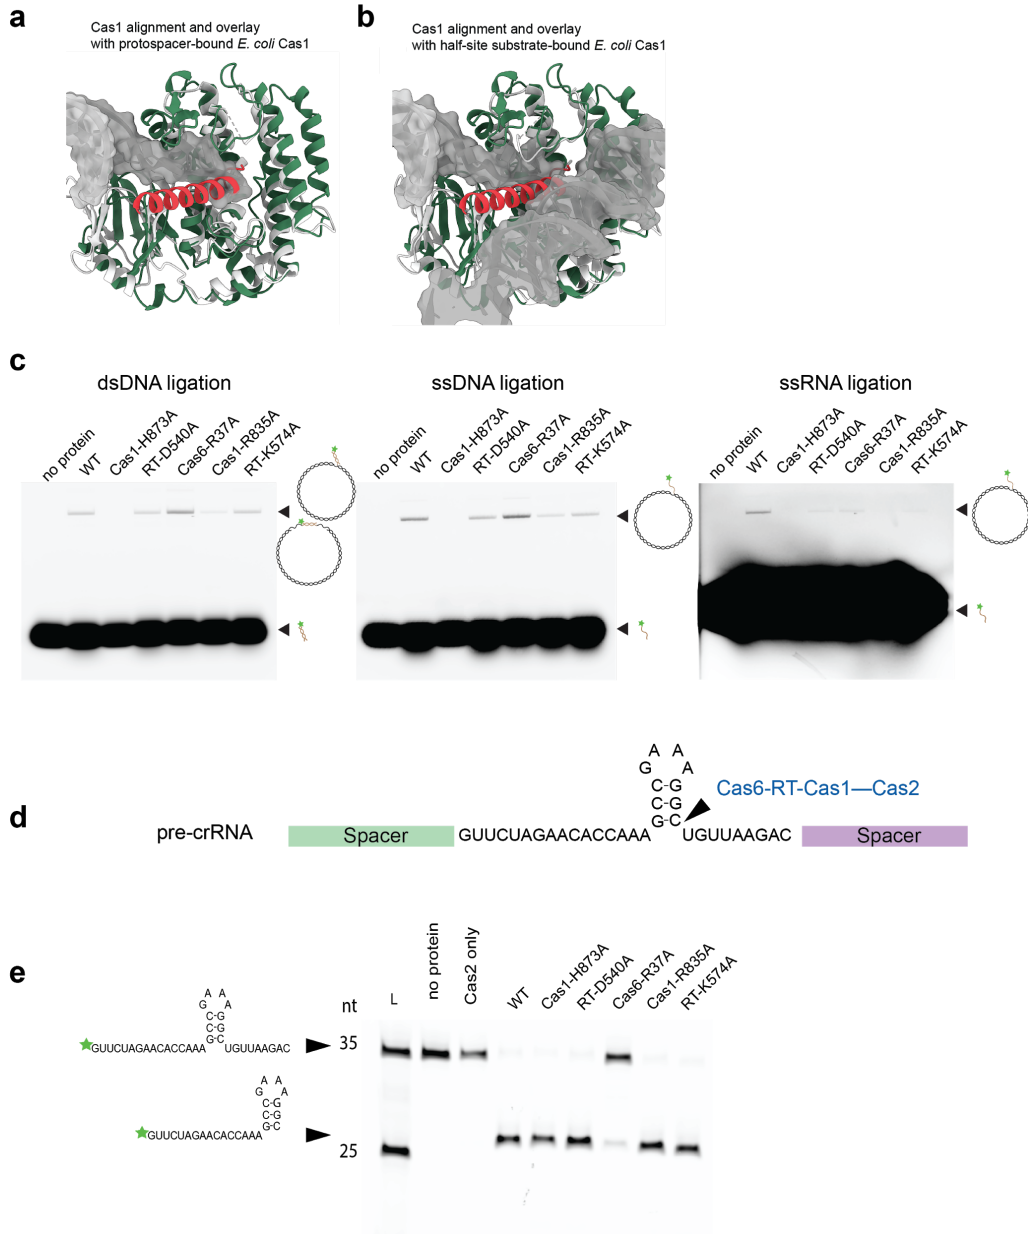 a
Cas1 alignment and overlay
with protospacer-bound E. coli Cas1
b
Cas1 alignment and overlay
with half-site substrate-bound E. coli Cas1
c
dsDNA ligation
no protein
WT
Cas1-H873A
RT-D540A
Cas6-R37A
Cas1-R835A
RT-K574A
ssDNA ligation
no protein
WT
Cas1-H873A
RT-D540A
Cas6-R37A
Cas1-R835A
RT-K574A
ssRNA ligation
no protein
WT
Cas1-H873A
RT-D540A
Cas6-R37A
Cas1-R835A
RT-K574A
d
pre-crRNA
Spacer
GUUCUAGAACACCAAA
A A
G A
C-G
C-G
G-C
UGUUAAGAC
Spacer
Cas6-RT-Cas1—Cas2
e
A A
G A
C-G
C-G
G-C
GUUCUAGAACACCAAA UGUUAAGAC
A A
G A
C-G
C-G
G-C
GUUCUAGAACACCAAA
nt
35
25
L
no protein
Cas2 only
WT
Cas1-H873A
RT-D540A
Cas6-R37A
Cas1-R835A
RT-K574A